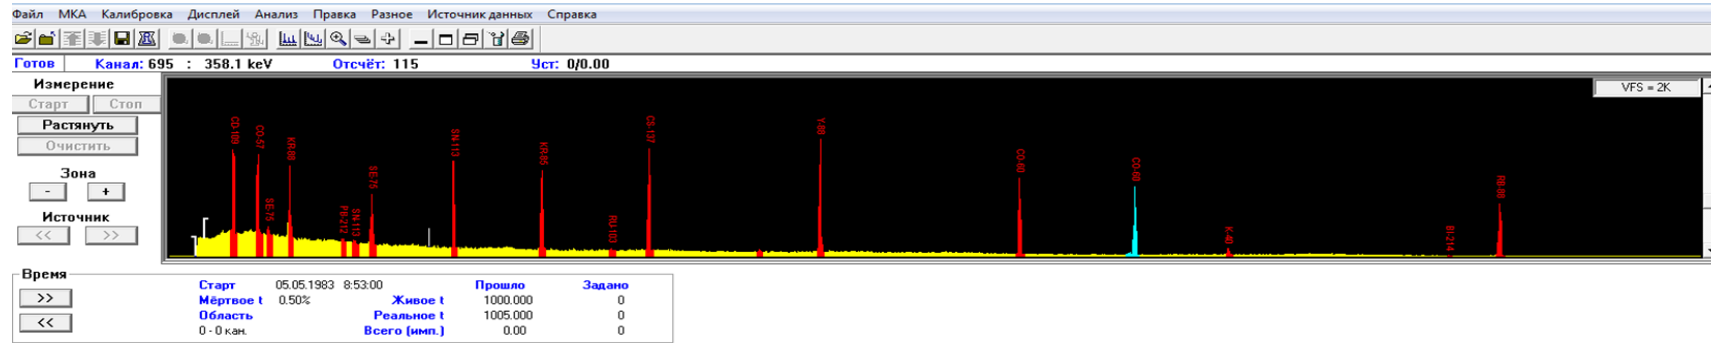 Файл МКА Калибровка Дисплей Анализ Правка Разное Источник данных Справка
Готов Канал: 695 : 358.1 keV Отсчёт: 115 Уст: 0/0.00
Измерение
Старт Стоп
Растянуть
Очистить
Зона
- +
Источник
<< >>
VFS = 2K
CD-109
CO-57
SE-75
KR-88
PB-212
SN-113
SE-75
SN-113
KR-85
RU-103
CS-137
Y-88
CO-60
CO-60
K-40
BI-214
RB-88
Время
>>
<<
Старт 05.05.1983 8:53:00 Прошло Задано
Мёртвое t 0.50% Живое t 1000.000 0
Область Реальное t 1005.000 0
0 - 0 кан. Всего (имп.) 0.00 0